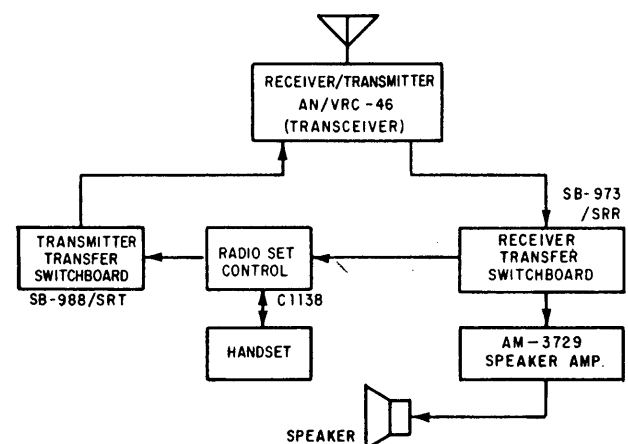 RECEIVER/TRANSMITTER
AN/VRC-46
(TRANSCEIVER)
SB-973
/SRR
TRANSMITTER
TRANSFER
SWITCHBOARD
SB-988/SRT
RADIO SET
CONTROL
C1138
RECEIVER
TRANSFER
SWITCHBOARD
HANDSET
AM-3729
SPEAKER AMP.
SPEAKER